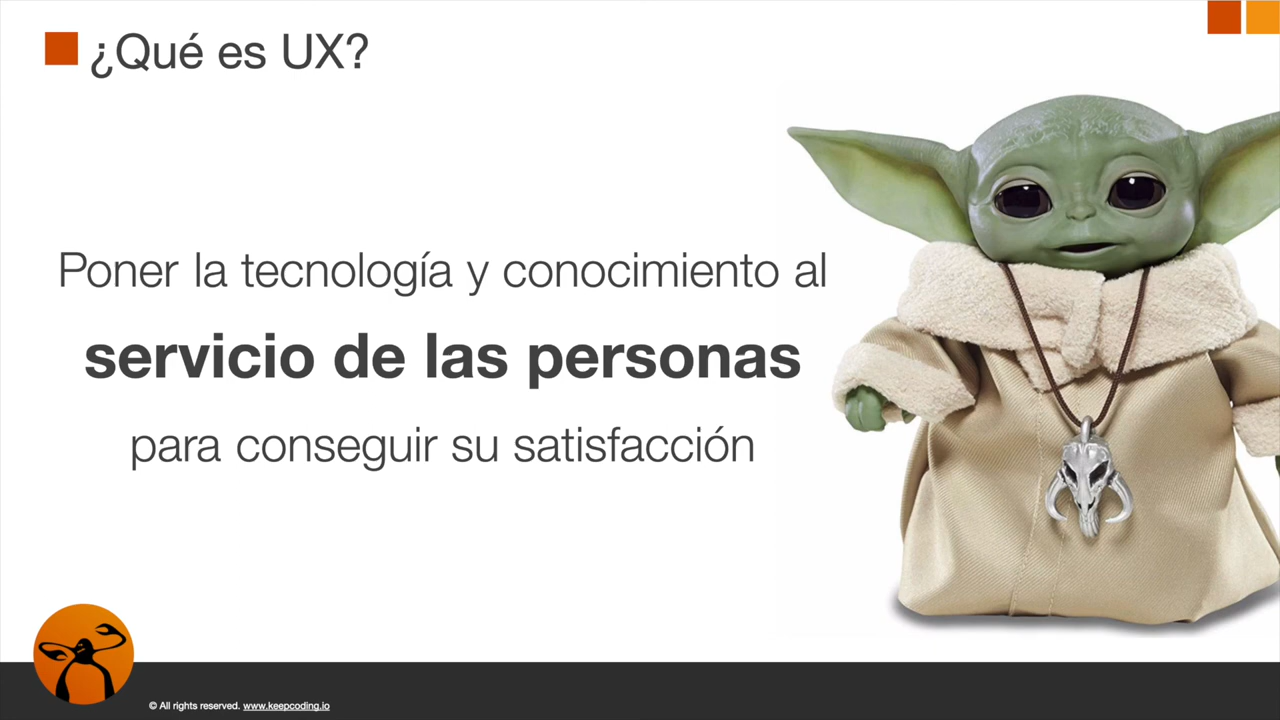 ¿Qué es UX?
Poner la tecnología y conocimiento al
servicio de las personas
para conseguir su satisfacción
© All rights reserved. www.keepcoding.io